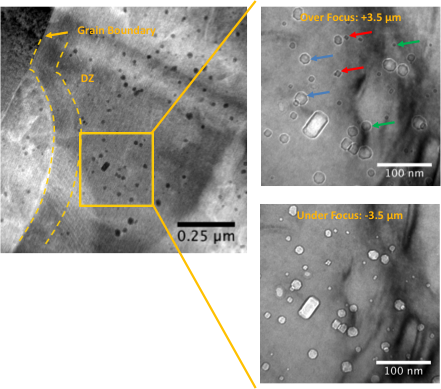 Grain Boundary
DZ
0.25 µm
Over Focus: +3.5 µm
100 nm
Under Focus: -3.5 µm
100 nm